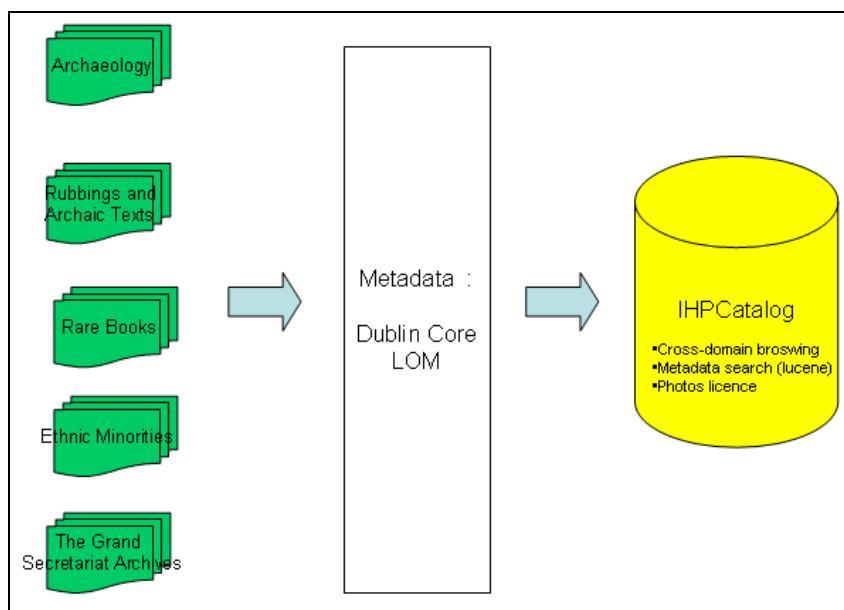 Archaeology
Rubbings and
Archaic Texts
Rare Books
Ethnic Minorities
The Grand
Secretariat Archives
Metadata :
Dublin Core
LOM
IHPCatalog
▪Cross-domain broswing
▪Metadata search (lucene)
▪Photos licence